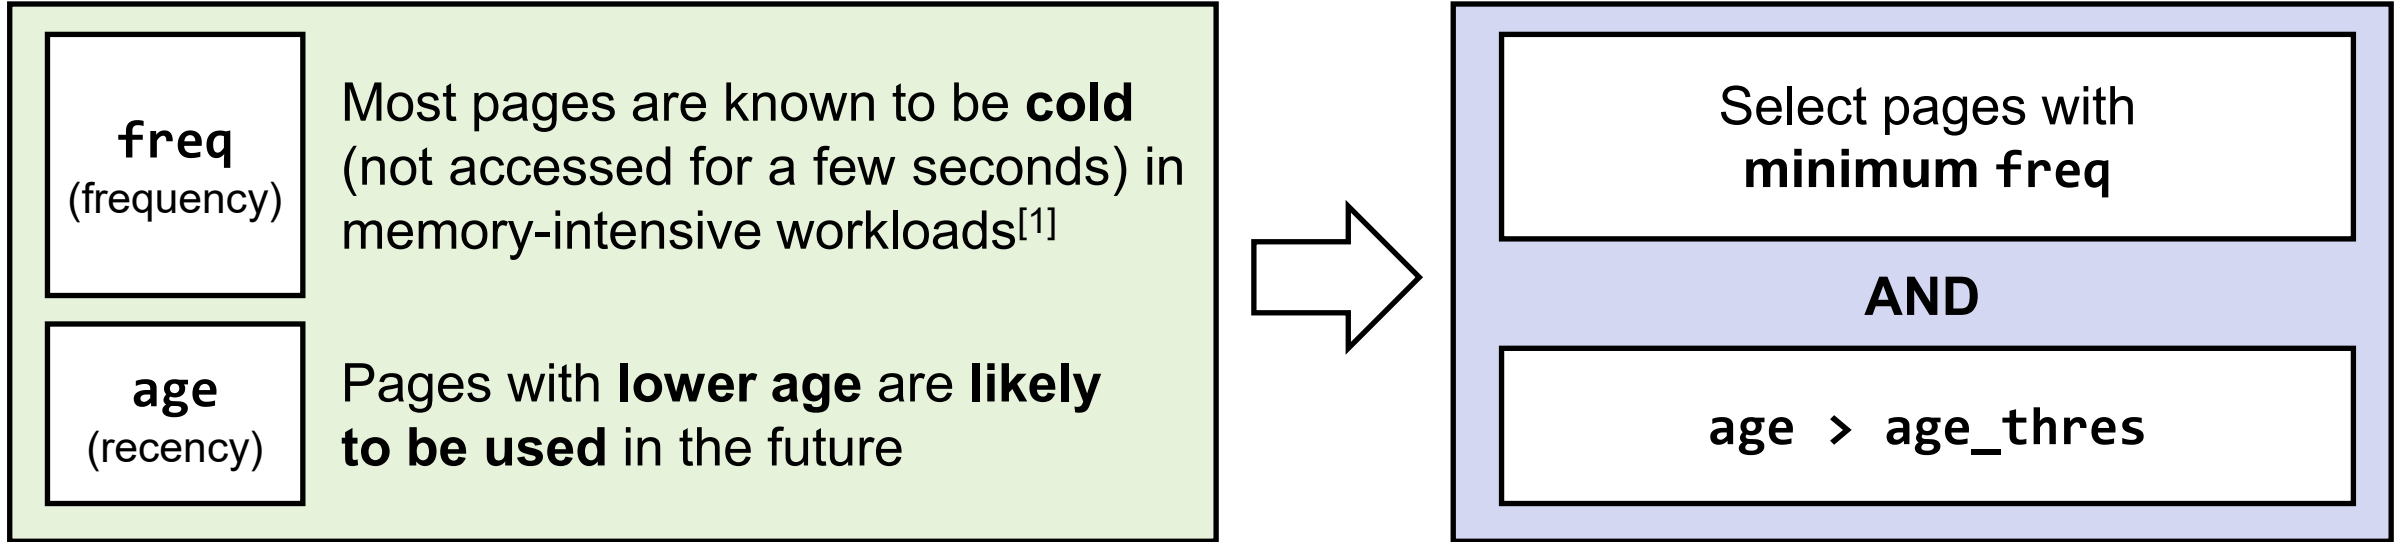 freq
(frequency)
Most pages are known to be cold
(not accessed for a few seconds) in
memory-intensive workloads[1]
age
(recency)
Pages with lower age are likely
to be used in the future
Select pages with
minimum freq
AND
age > age_thres